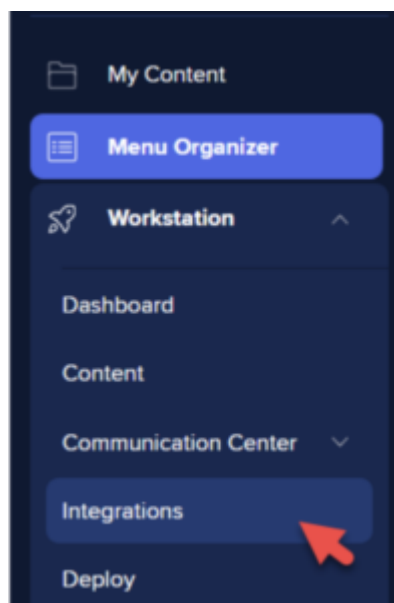 My Content
Menu Organizer
Workstation
Dashboard
Content
Communication Center
Integrations
Deploy